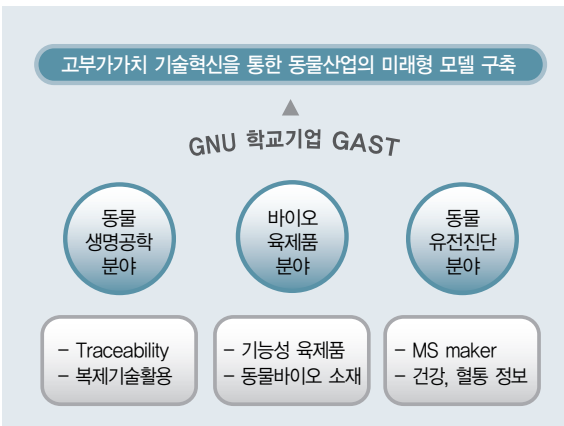 고부가가치 기술혁신을 통한 동물산업의 미래형 모델 구축
GNU 학교기업 GAST
동물
생명공학
분야
바이오
육제품
분야
동물
유전진단
분야
- Traceability
- 복제기술활용
- 기능성 육제품
- 동물바이오 소재
- MS maker
- 건강, 혈통 정보